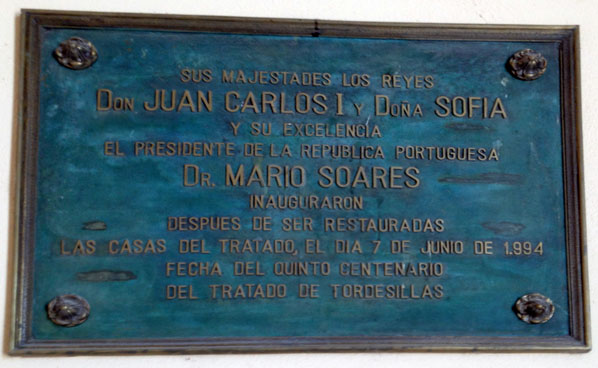 SUS MAJESTADES LOS REYES
DON JUAN CARLOS I Y DOÑA SOFIA
Y SU EXCELENCIA
EL PRESIDENTE DE LA REPUBLICA PORTUGUESA
DR. MARIO SOARES
INAUGURARON
DESPUES DE SER RESTAURADAS
LAS CASAS DEL TRATADO, EL DIA 7 DE JUNIO DE 1.994
FECHA DEL QUINTO CENTENARIO
DEL TRATADO DE TORDESILLAS